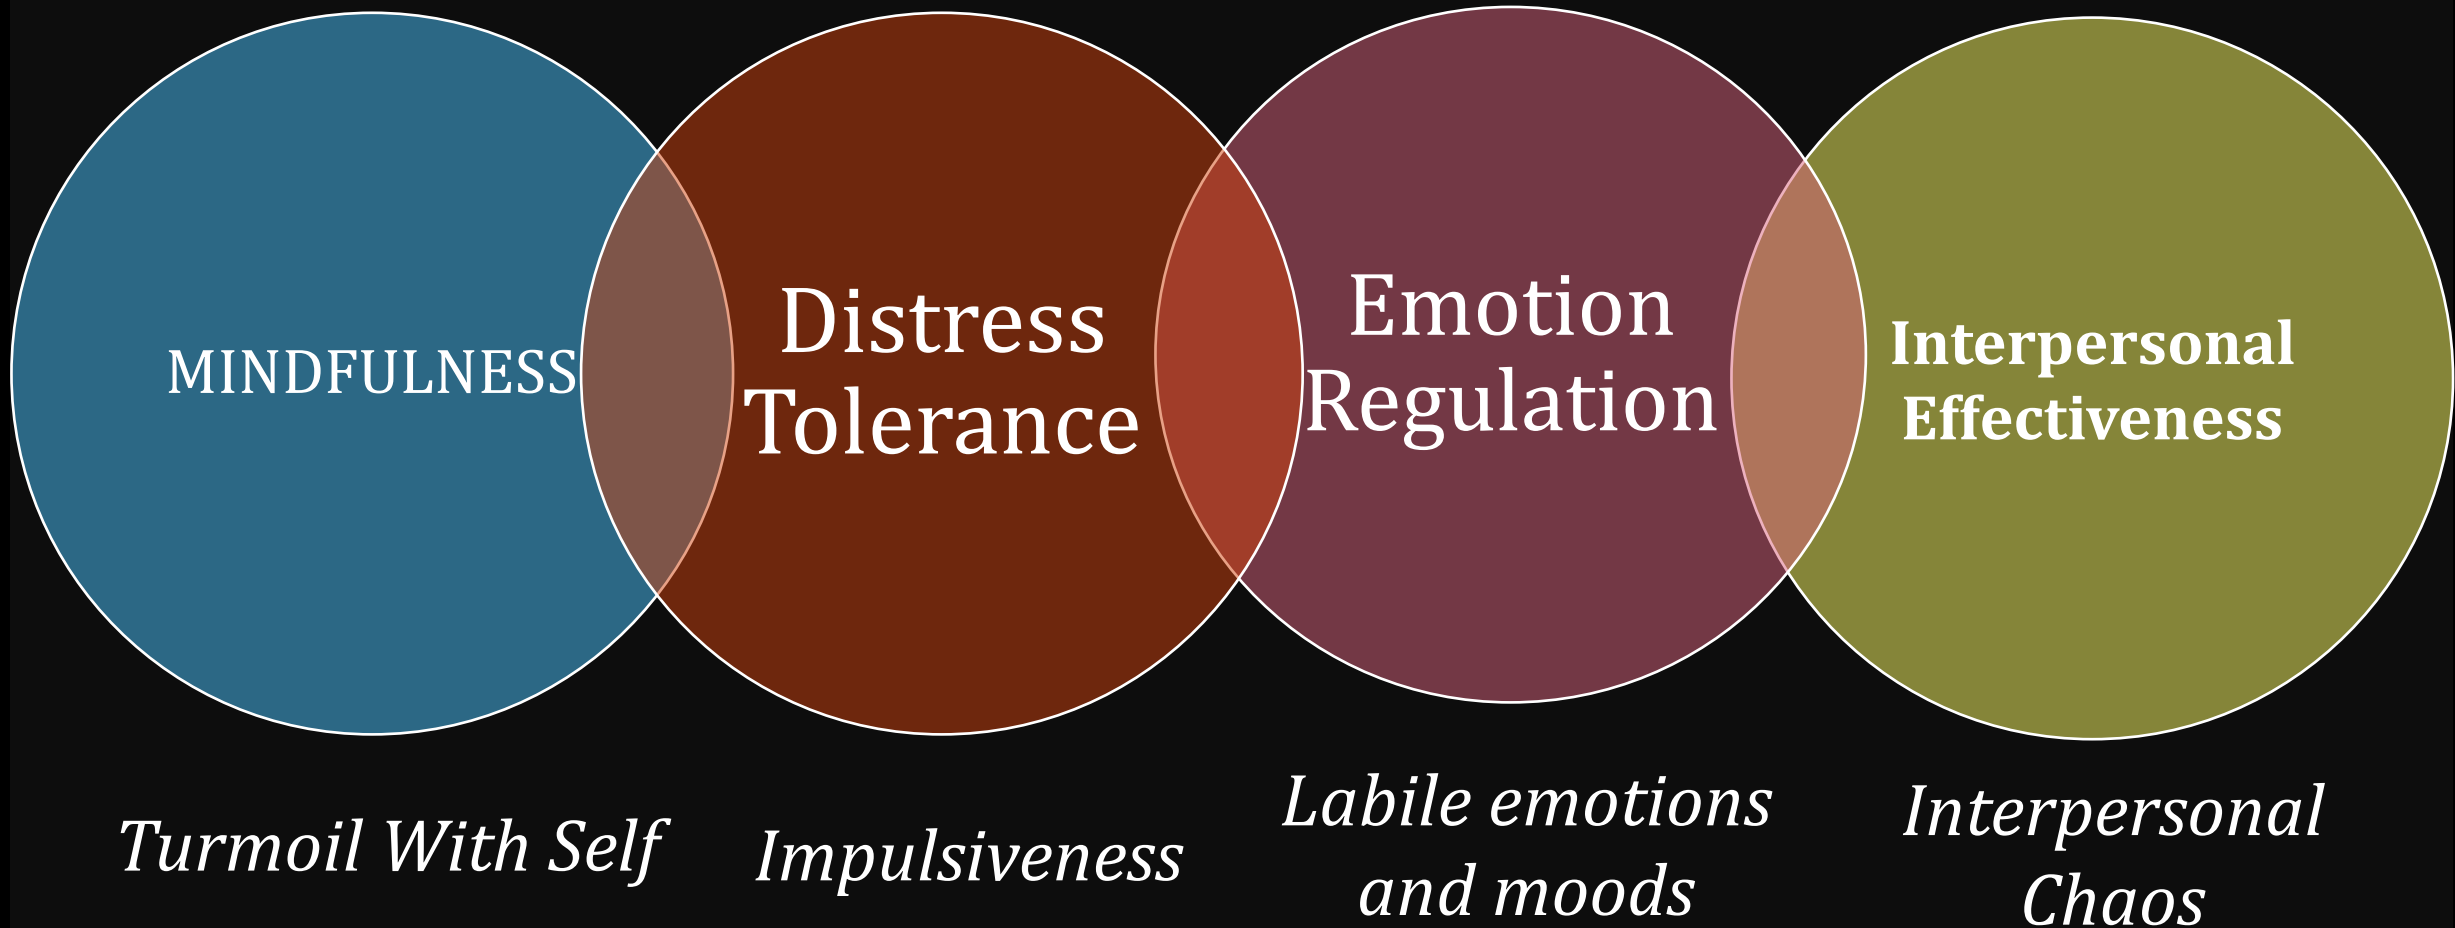 MINDFULNESS
Distress
Tolerance
Emotion
Regulation
Interpersonal
Effectiveness
Turmoil With Self
Impulsiveness
Labile emotions
and moods
Interpersonal
Chaos